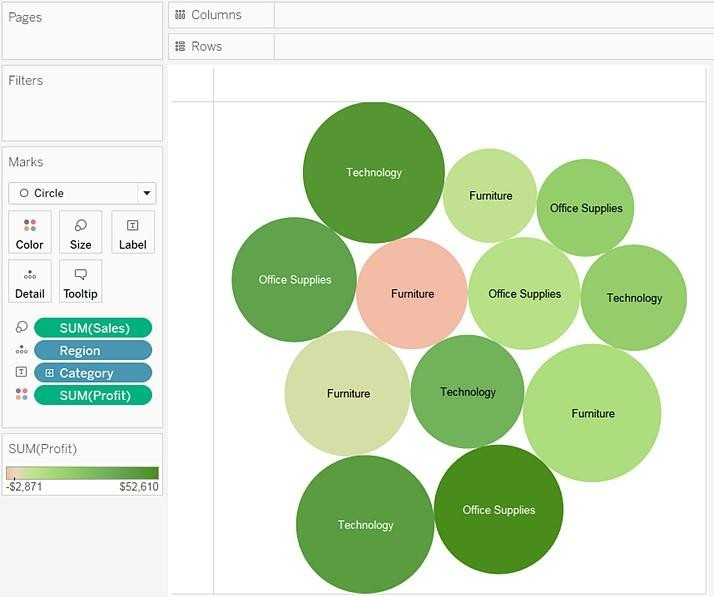 Pages
Columns
Rows
Filters
Marks
Circle
Color
Size
Label
Detail
Tooltip
SUM(Sales)
Region
Category
SUM(Profit)
SUM(Profit)
-$2,871
$52,610
Technology
Furniture
Office Supplies
Office Supplies
Furniture
Office Supplies
Technology
Furniture
Technology
Furniture
Technology
Office Supplies